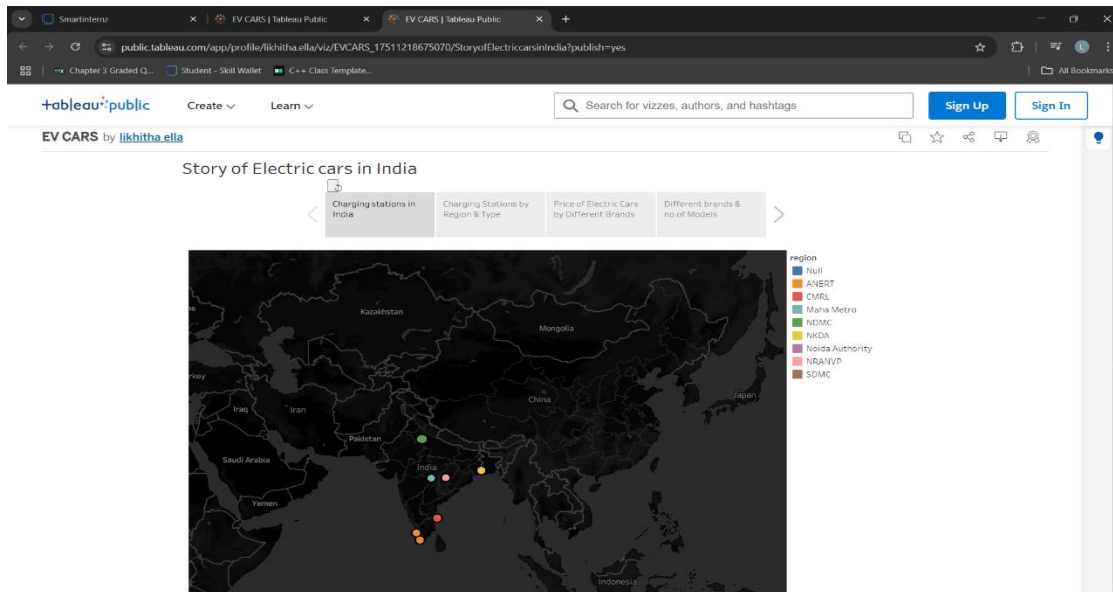 Smartinternz
EV CARS | Tableau Public
EV CARS | Tableau Public
public.tableau.com/app/profile/likhitha.ella/viz/EVCARS_17511218675070/StoryofElectriccarsinIndia?publish=yes
Chapter 3 Graded Q...
Student - Skill Wallet
C++ Class Template...
All Bookmarks
+ableau public
Create
Learn
Search for vizzes, authors, and hashtags
Sign Up
Sign In
EV CARS by likhitha ella
Story of Electric cars in India
Charging stations in
India
Charging Stations by
Region & Type
Price of Electric Cars
by Different Brands
Different brands &
no of Models
region
Null
ANERT
CMRL
Maha Metro
NDMC
NKDA
Noida Authority
NRANVP
SDMC
Kazakhstan
Mongolia
rkey
China
Japan
Iraq
Iran
Pakistan
Saudi Arabia
India
Yemen
Indonesia